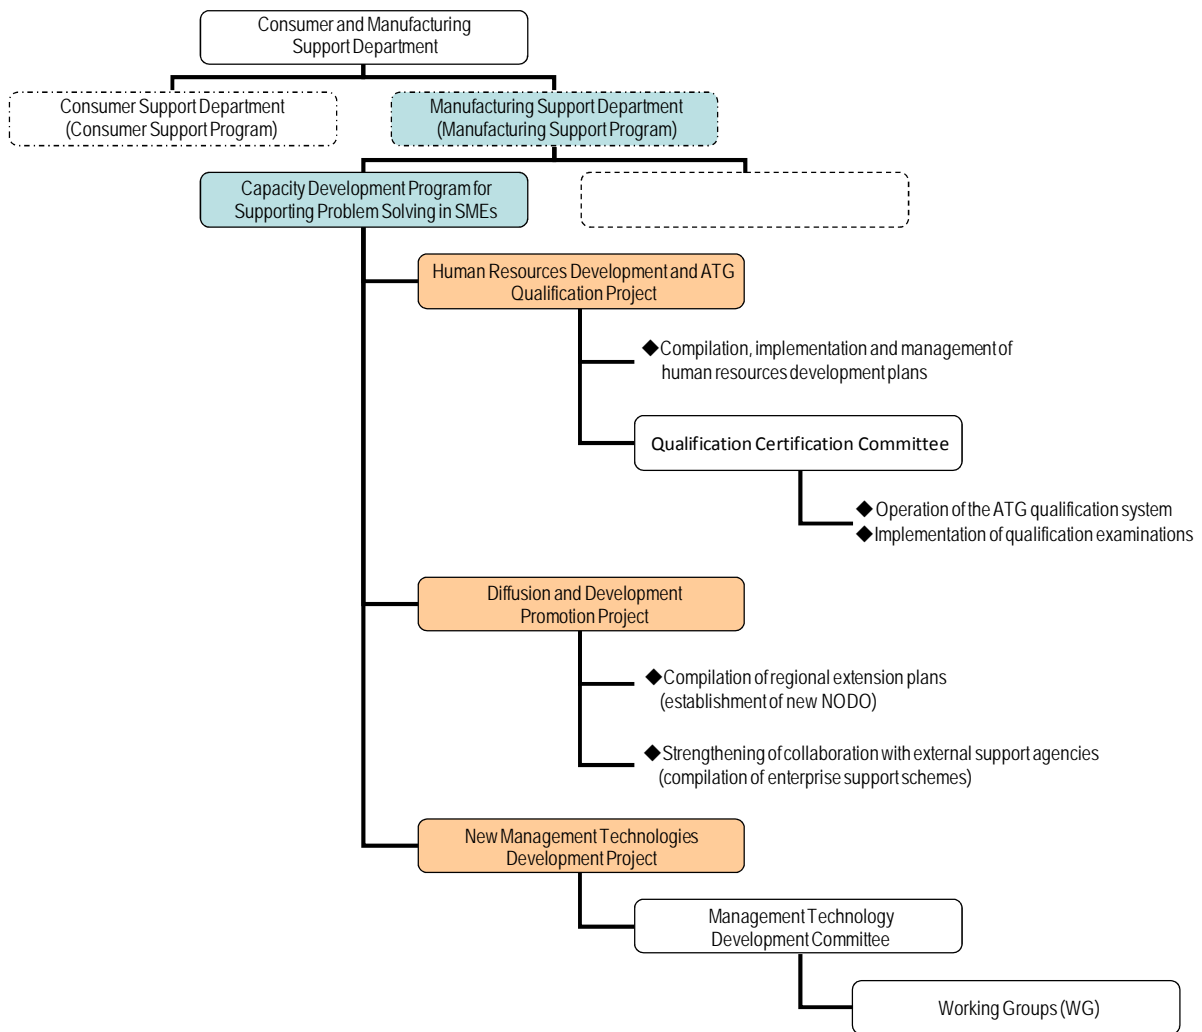 Consumer and Manufacturing
Support Department
Consumer Support Department
(Consumer Support Program)
Manufacturing Support Department
(Manufacturing Support Program)
Capacity Development Program for
Supporting Problem Solving in SMEs
Human Resources Development and ATG
Qualification Project
◆Compilation, implementation and management of
human resources development plans
Qualification Certification Committee
◆Operation of the ATG qualification system
◆Implementation of qualification examinations
Diffusion and Development
Promotion Project
◆Compilation of regional extension plans
(establishment of new NODO)
◆Strengthening of collaboration with external support agencies
(compilation of enterprise support schemes)
New Management Technologies
Development Project
Management Technology
Development Committee
Working Groups (WG)